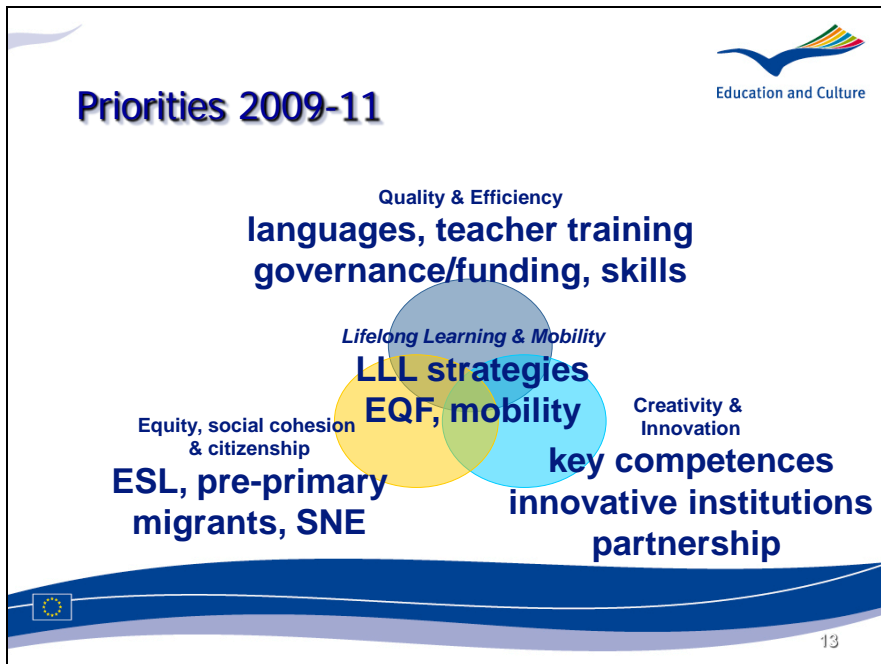 Education and Culture
Priorities 2009-11
Quality & Efficiency
languages, teacher training
governance/funding, skills
Lifelong Learning & Mobility
LLL strategies
EQF, mobility
Equity, social cohesion
& citizenship
ESL, pre-primary
migrants, SNE
Creativity &
Innovation
key competences
innovative institutions
partnership
13